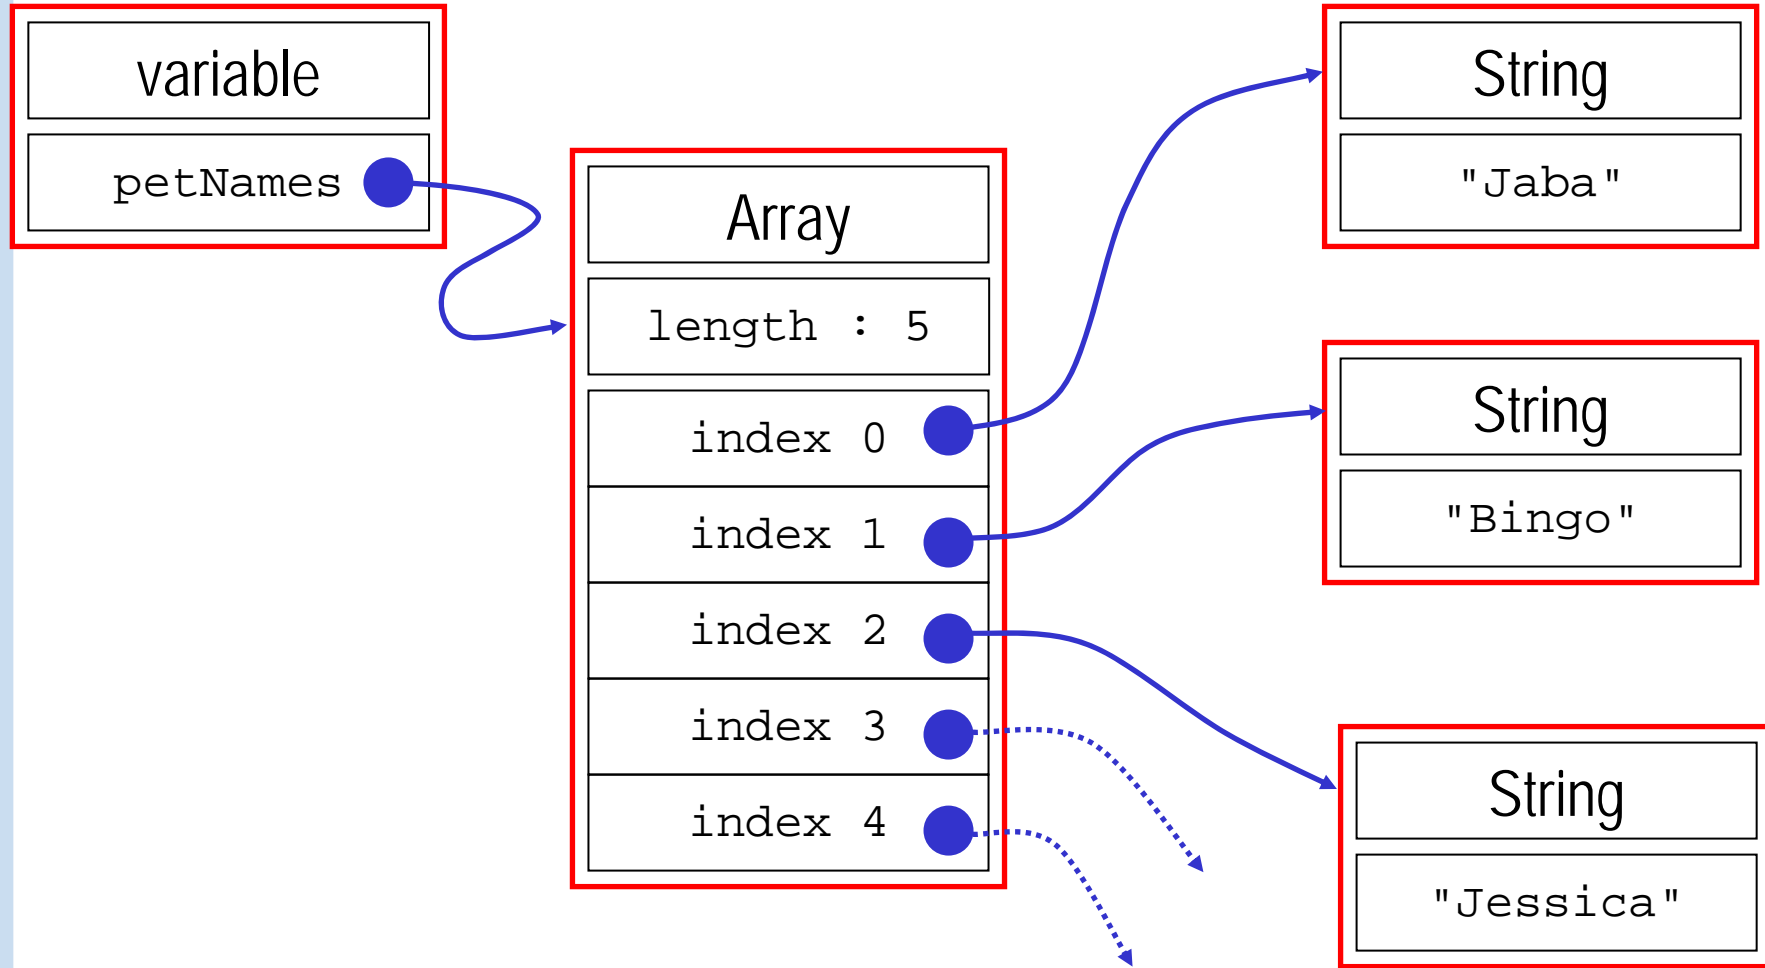 variable
petNames
Array
length : 5
index 0
index 1
index 2
index 3
index 4
String
"Jaba"
String
"Bingo"
String
"Jessica"